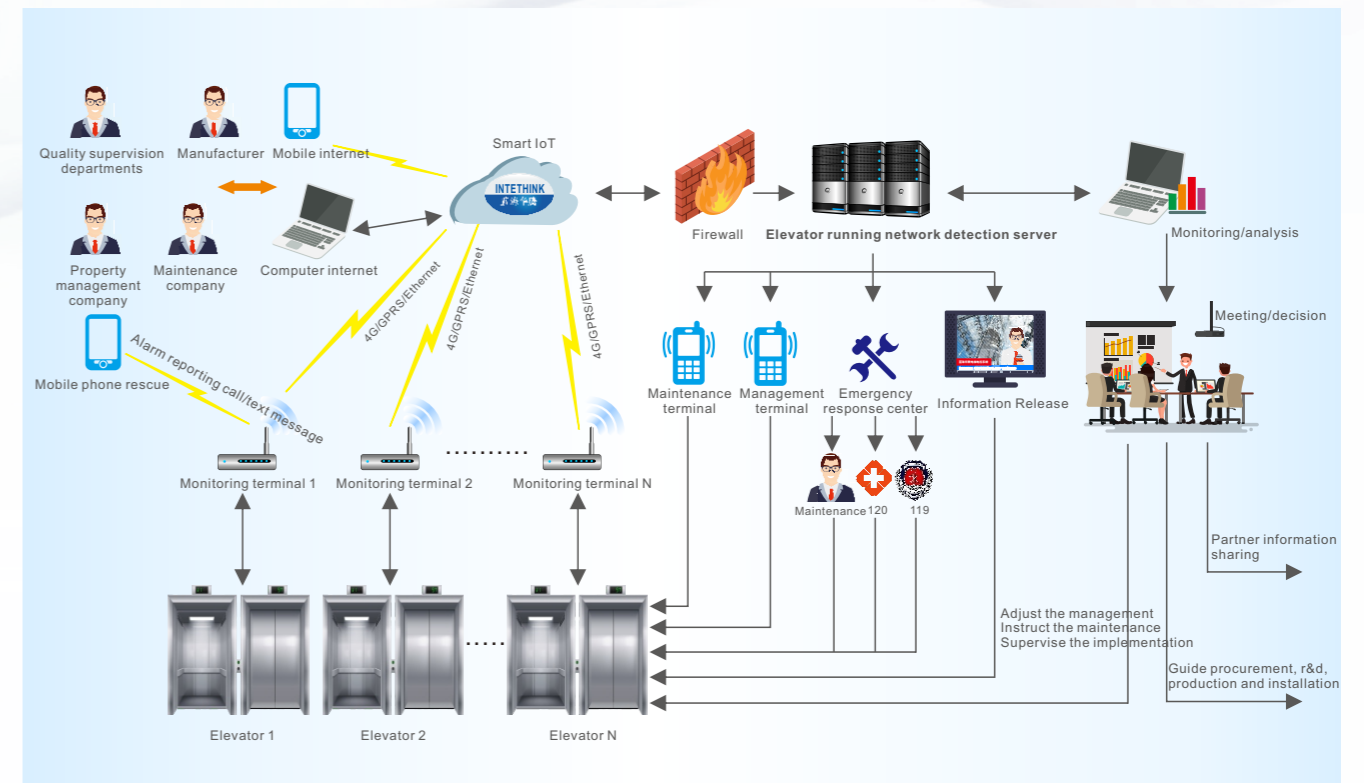 Smart IoT
INTETHINK
Quality supervision
departments
Manufacturer
Mobile internet
Property
management
company
Maintenance
company
Computer internet
Firewall
Elevator running network detection server
Monitoring/analysis
Mobile phone rescue
Alarm reporting call/text message
4G/GPRS/Ethernet
4G/GPRS/Ethernet
4G/GPRS/Ethernet
Meeting/decision
Maintenance
terminal
Management
terminal
Emergency
response center
Information Release
Monitoring terminal 1
Monitoring terminal 2
Monitoring terminal N
Maintenance
120
119
Partner information
sharing
Adjust the management
Instruct the maintenance
Supervise the implementation
Guide procurement, r&d,
production and installation
Elevator 1
Elevator 2
Elevator N